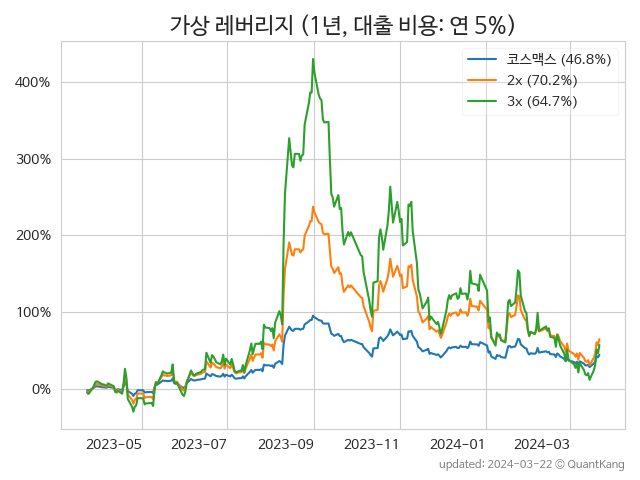 가상 레버리지 (1년, 대출 비용: 연 5%)
코스맥스 (46.8%)
2x (70.2%)
3x (64.7%)
400%
300%
200%
100%
0%
2023-05 2023-07 2023-09 2023-11 2024-01 2024-03
updated: 2024-03-22 © QuantKang